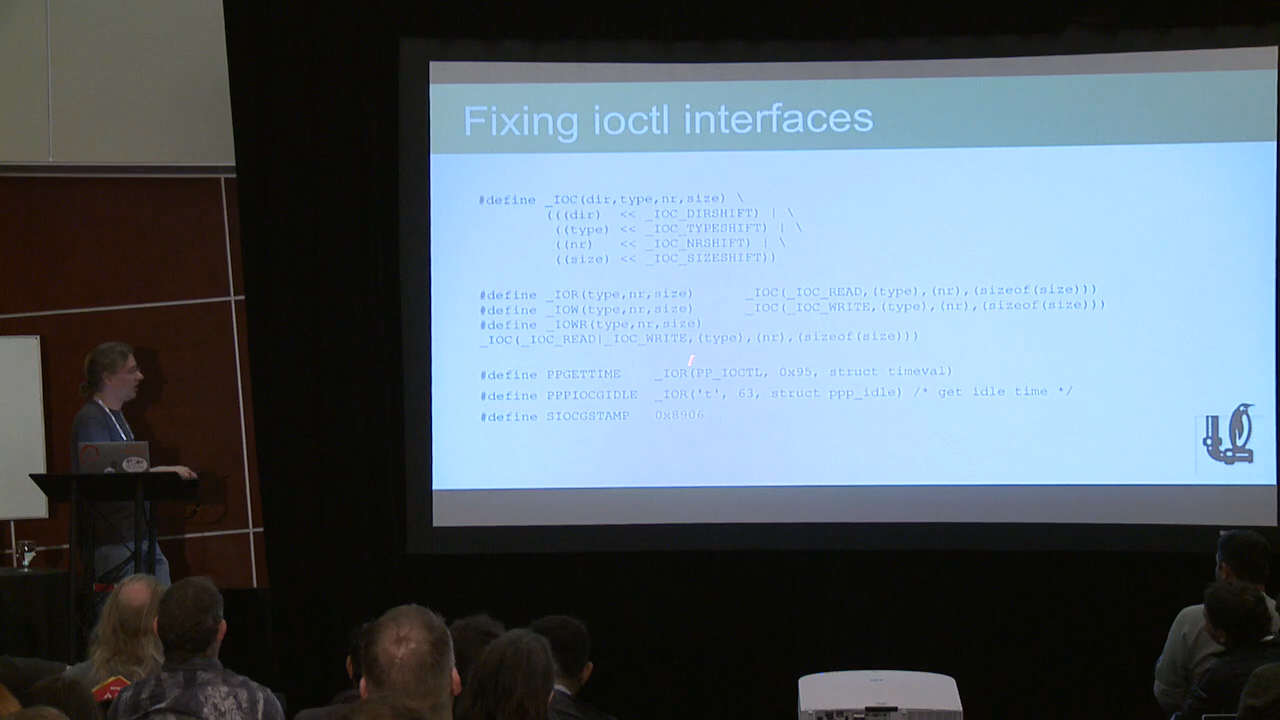 Fixing ioctl interfaces
#define _IOC(dir,type,nr,size) \
(((dir) << _IOC_DIRSHIFT) | \
((type) << _IOC_TYPESHIFT) | \
((nr) << _IOC_NRSHIFT) | \
((size) << _IOC_SIZESHIFT))
#define _IOR(type,nr,size) _IOC(_IOC_READ,(type),(nr),(sizeof(size)))
#define _IOW(type,nr,size) _IOC(_IOC_WRITE,(type),(nr),(sizeof(size)))
#define _IOWR(type,nr,size)
_IOC(_IOC_READ|_IOC_WRITE,(type),(nr),(sizeof(size)))
#define PPGETTIME _IOR(PP_IOCTL, 0x95, struct timeval)
#define PPPIOCGIDLE _IOR('t', 63, struct ppp_idle) /* get idle time */
#define SIOCGSTAMP 0x8906